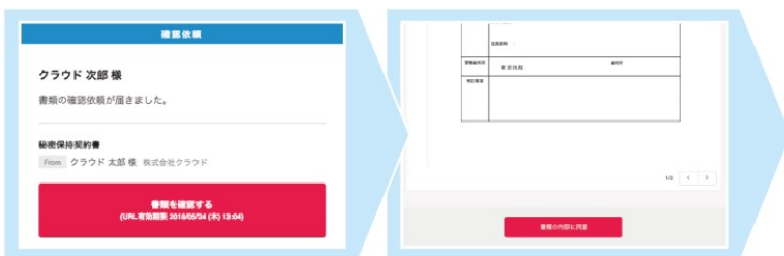 確認依頼
クラウド 次郎 様
書類の確認依頼が届きました。
秘密保持契約書
From クラウド 太郎 様 株式会社クラウド
書類を確認する
(URL有効期限 2018/05/24 (木) 13:04)
1/3
書類の内容に同意